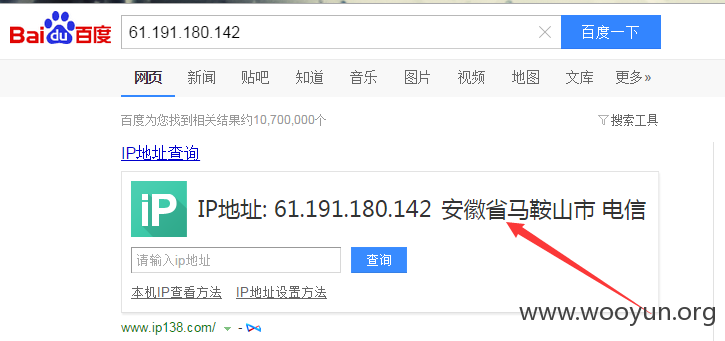 Bai du 百度 61.191.180.142 百度一下
网页 新闻 贴吧 知道 音乐 图片 视频 地图 文库 更多»
百度为您找到相关结果约10,700,000个 搜索工具
IP地址查询
iP IP地址: 61.191.180.142 安徽省马鞍山市 电信
请输入ip地址 查询
本机IP查看方法 IP地址设置方法
www.wooyun.org
www.ip138.com/ -